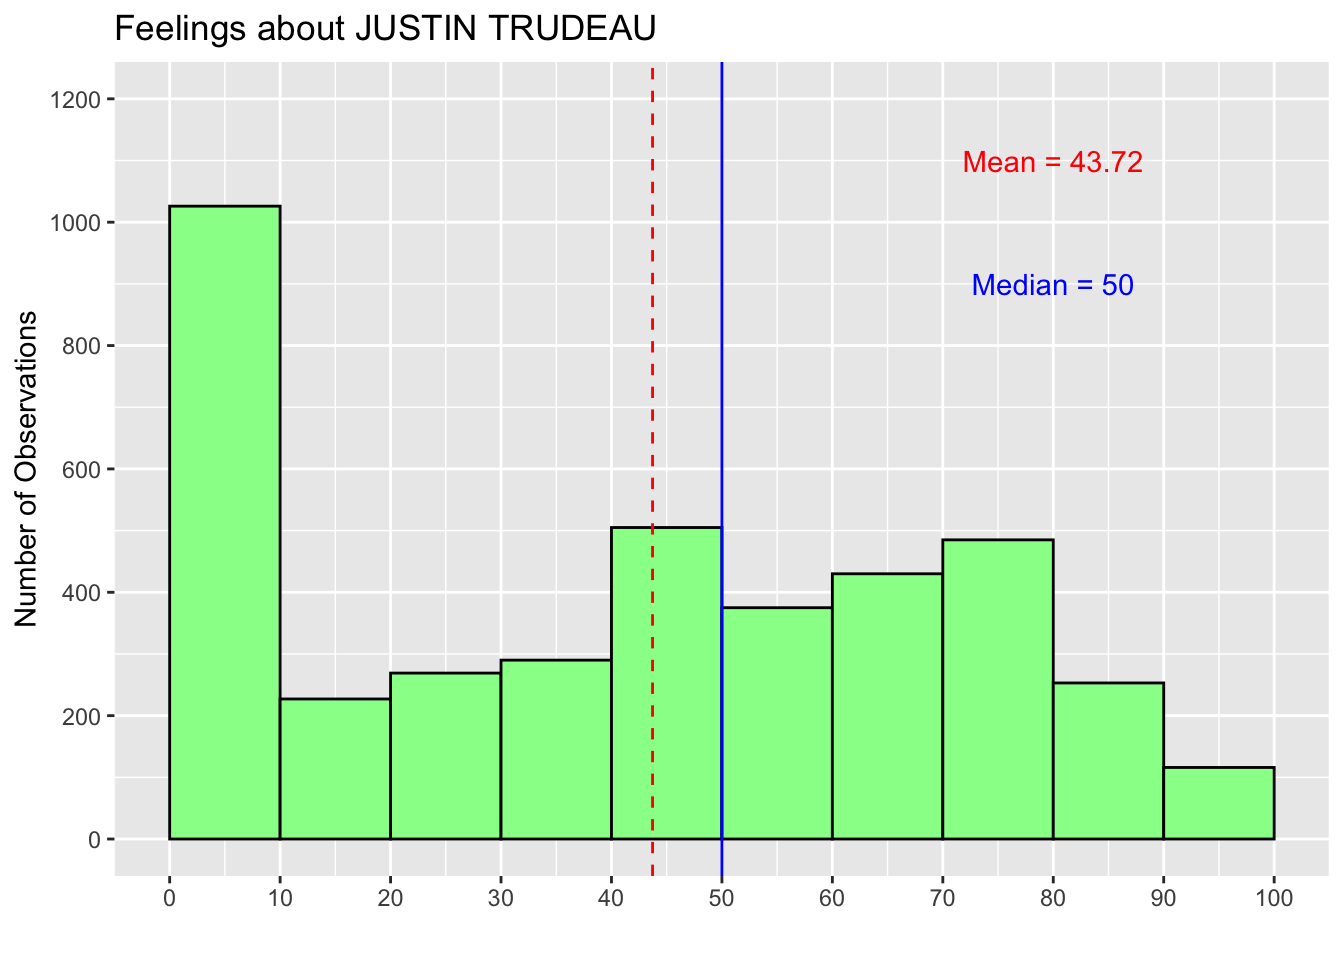 Feelings about JUSTIN TRUDEAU
Number of Observations
1200
1000
800
600
400
200
0
Mean = 43.72
Median = 50
0 10 20 30 40 50 60 70 80 90 100